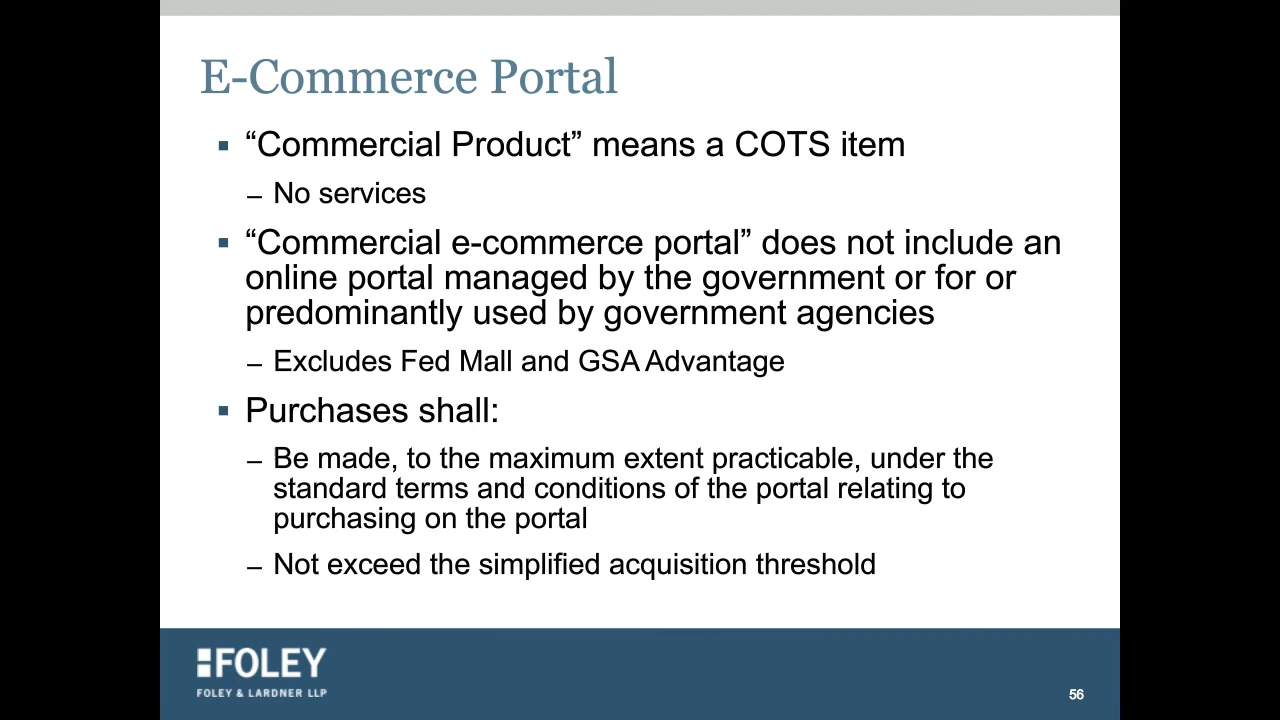 E-Commerce Portal
▪ “Commercial Product” means a COTS item
– No services
▪ “Commercial e-commerce portal” does not include an
online portal managed by the government or for or
predominantly used by government agencies
– Excludes Fed Mall and GSA Advantage
▪ Purchases shall:
– Be made, to the maximum extent practicable, under the
standard terms and conditions of the portal relating to
purchasing on the portal
– Not exceed the simplified acquisition threshold
FOLEY
FOLEY & LARDNER LLP
56